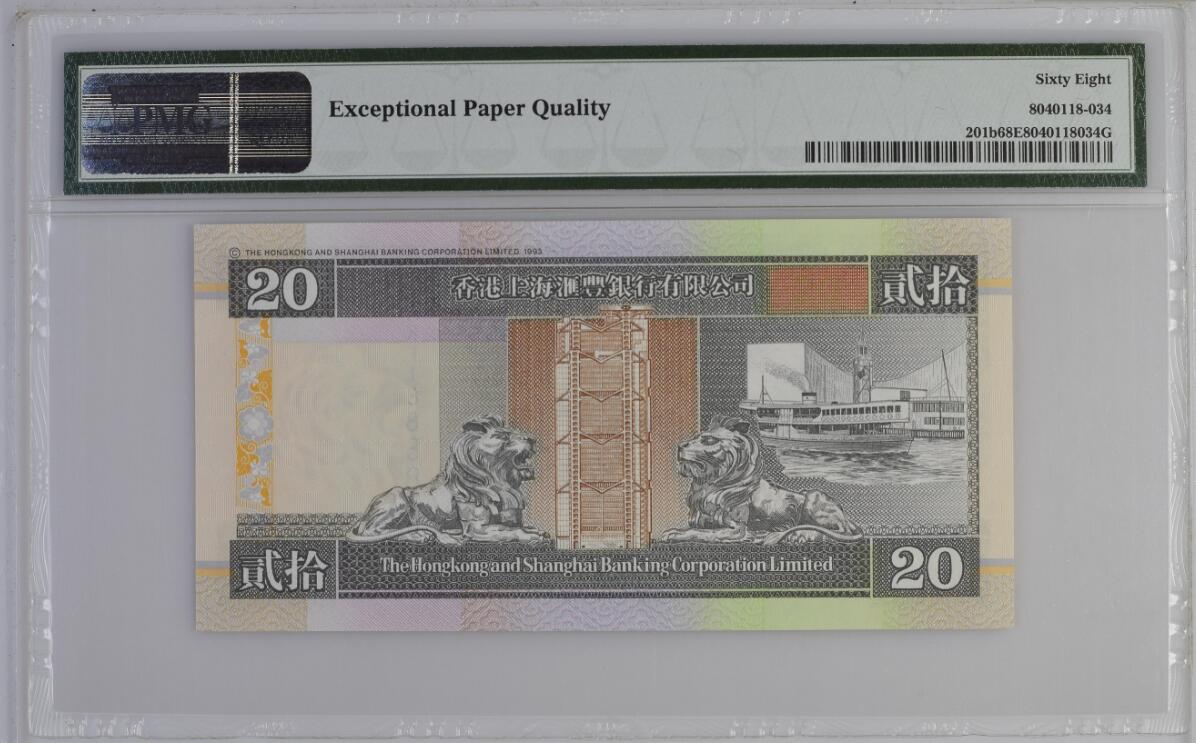 PMG
Exceptional Paper Quality
Sixty Eight
8040118-034
201b68E8040118034G
© THE HONGKONG AND SHANGHAI BANKING CORPORATION LIMITED 1993
20
香港上海滙豐銀行有限公司
貳拾
貳拾
The Hongkong and Shanghai Banking Corporation Limited
20